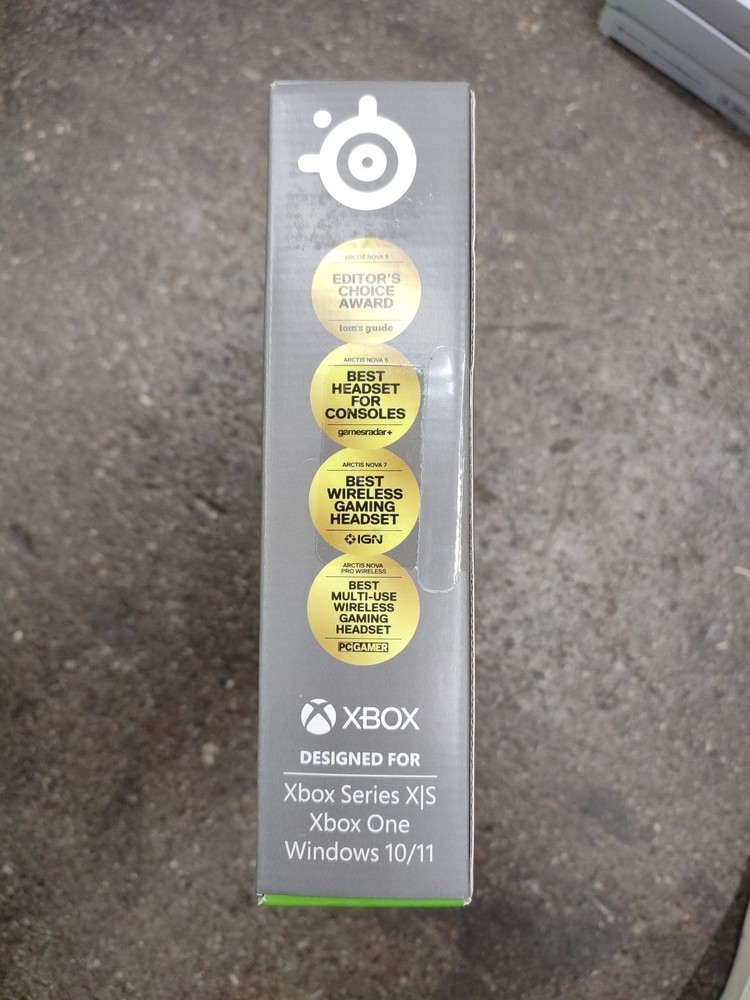 ARCTIS NOVA 5
EDITOR'S
CHOICE
AWARD
tom's guide
ARCTIS NOVA 5
BEST
HEADSET
FOR
CONSOLES
gamesradar+
ARCTIS NOVA 7
BEST
WIRELESS
GAMING
HEADSET
IGN
ARCTIS NOVA
PRO WIRELESS
BEST
MULTI-USE
WIRELESS
GAMING
HEADSET
PC GAMER
XBOX
DESIGNED FOR
Xbox Series X|S
Xbox One
Windows 10/11